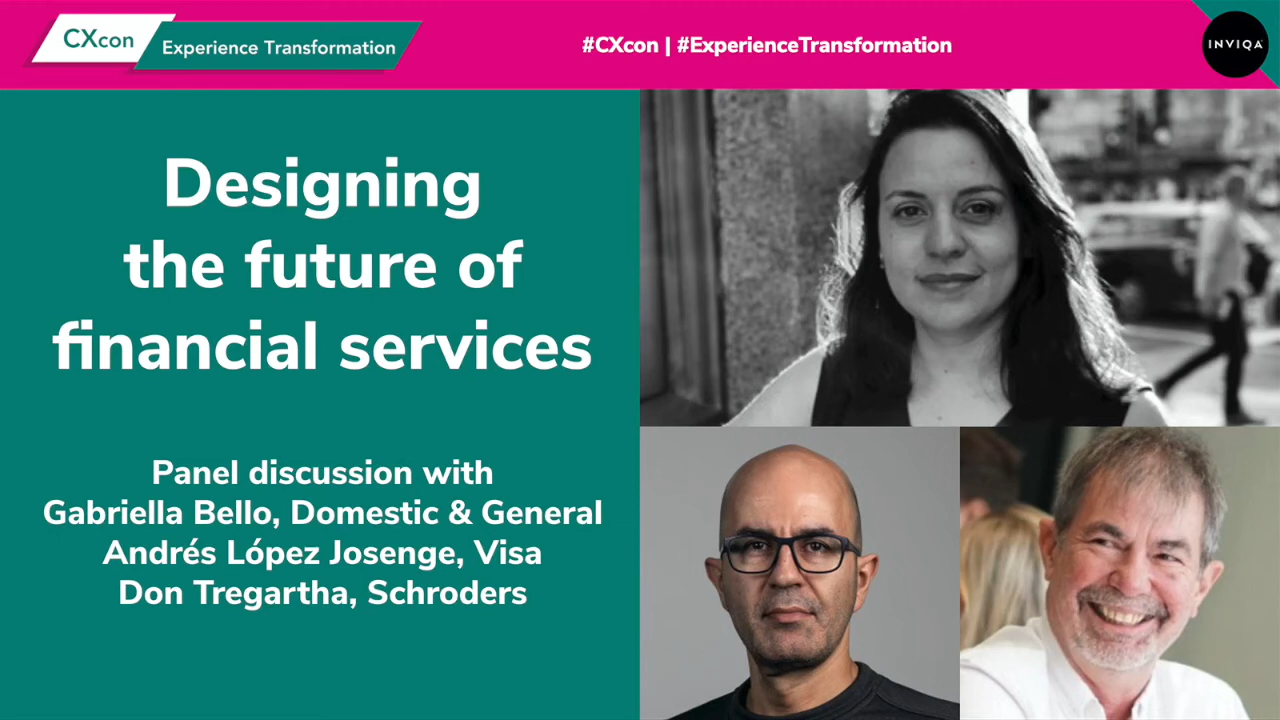 CXcon
Experience Transformation
#CXcon | #ExperienceTransformation
INVIQA
Designing
the future of
financial services
Panel discussion with
Gabriella Bello, Domestic & General
Andrés López Josenge, Visa
Don Tregartha, Schroders